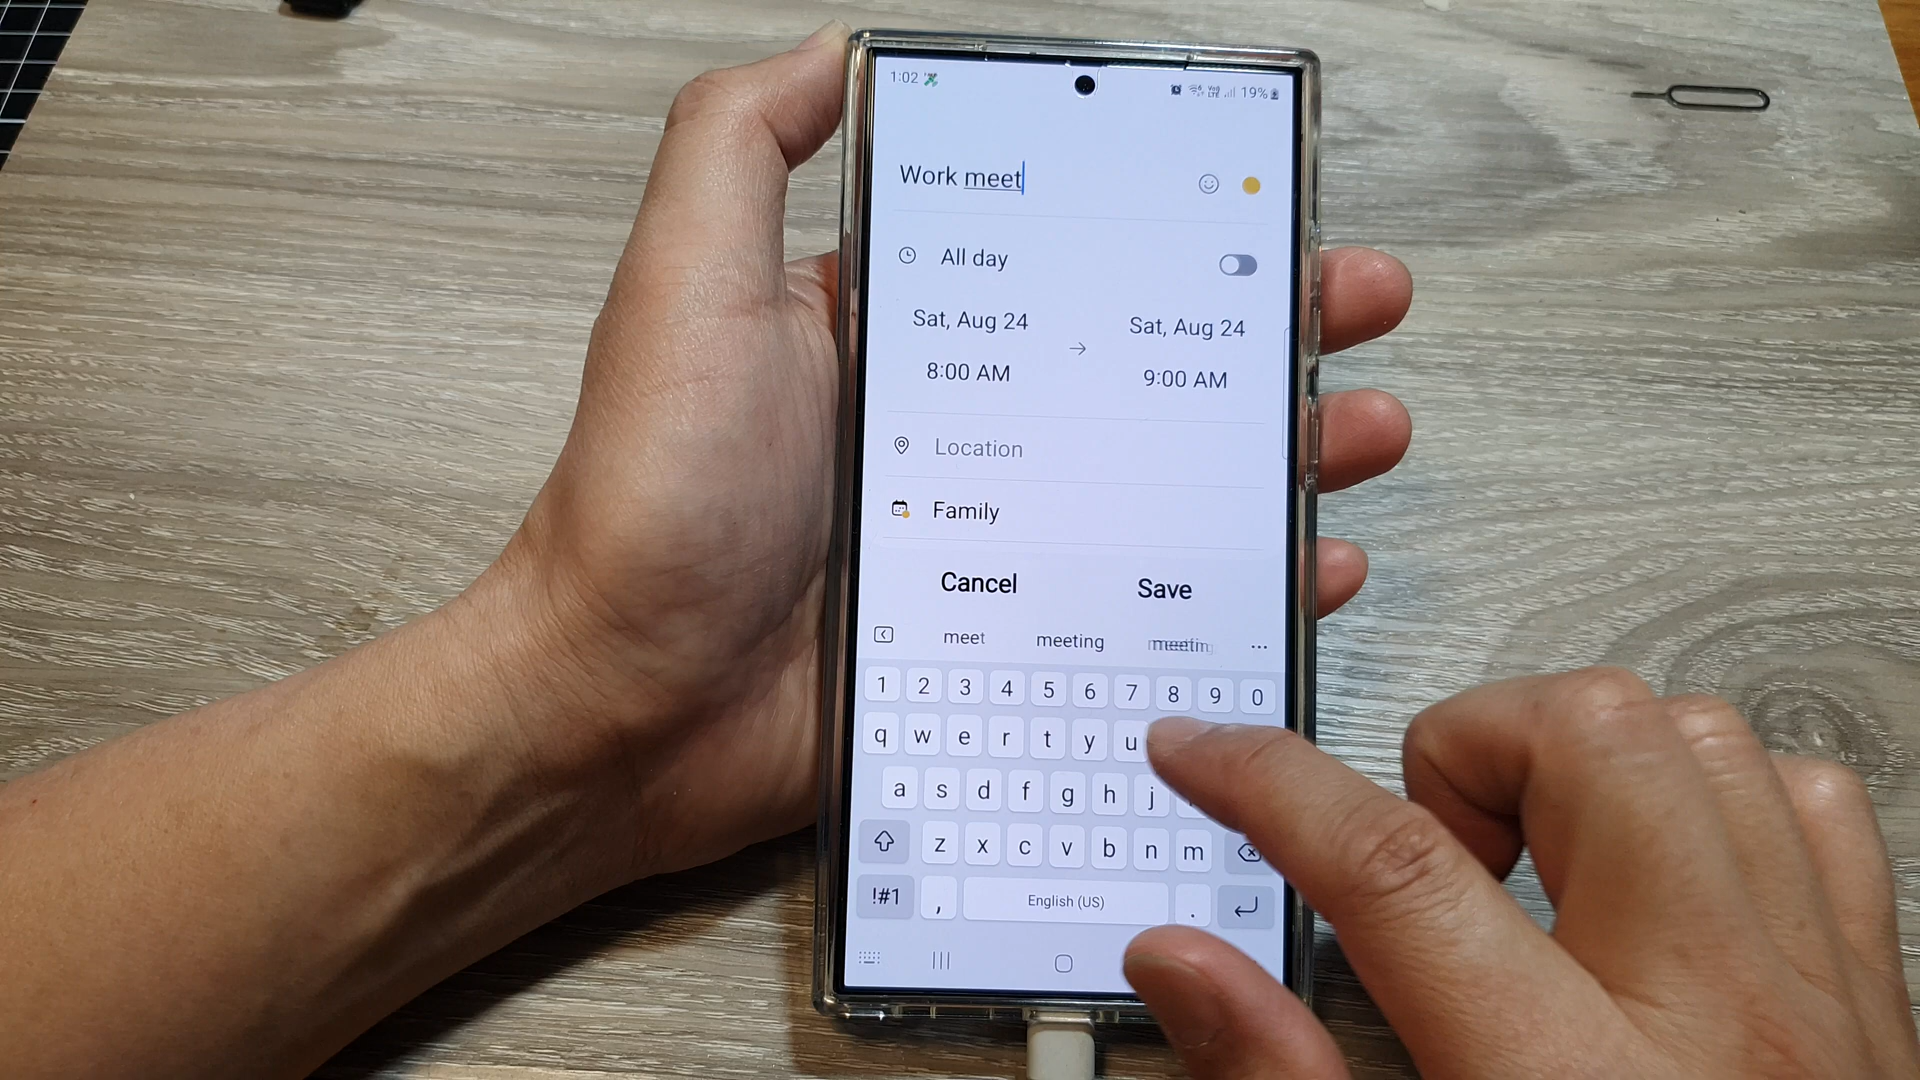 1:02 19%
Work meet
All day
Sat, Aug 24 → Sat, Aug 24
8:00 AM 9:00 AM
Location
Family
Cancel Save
meet meeting ...
1 2 3 4 5 6 7 8 9 0
q w e r t y u
a s d f g h j
z x c v b n m
!#1 , English (US) .